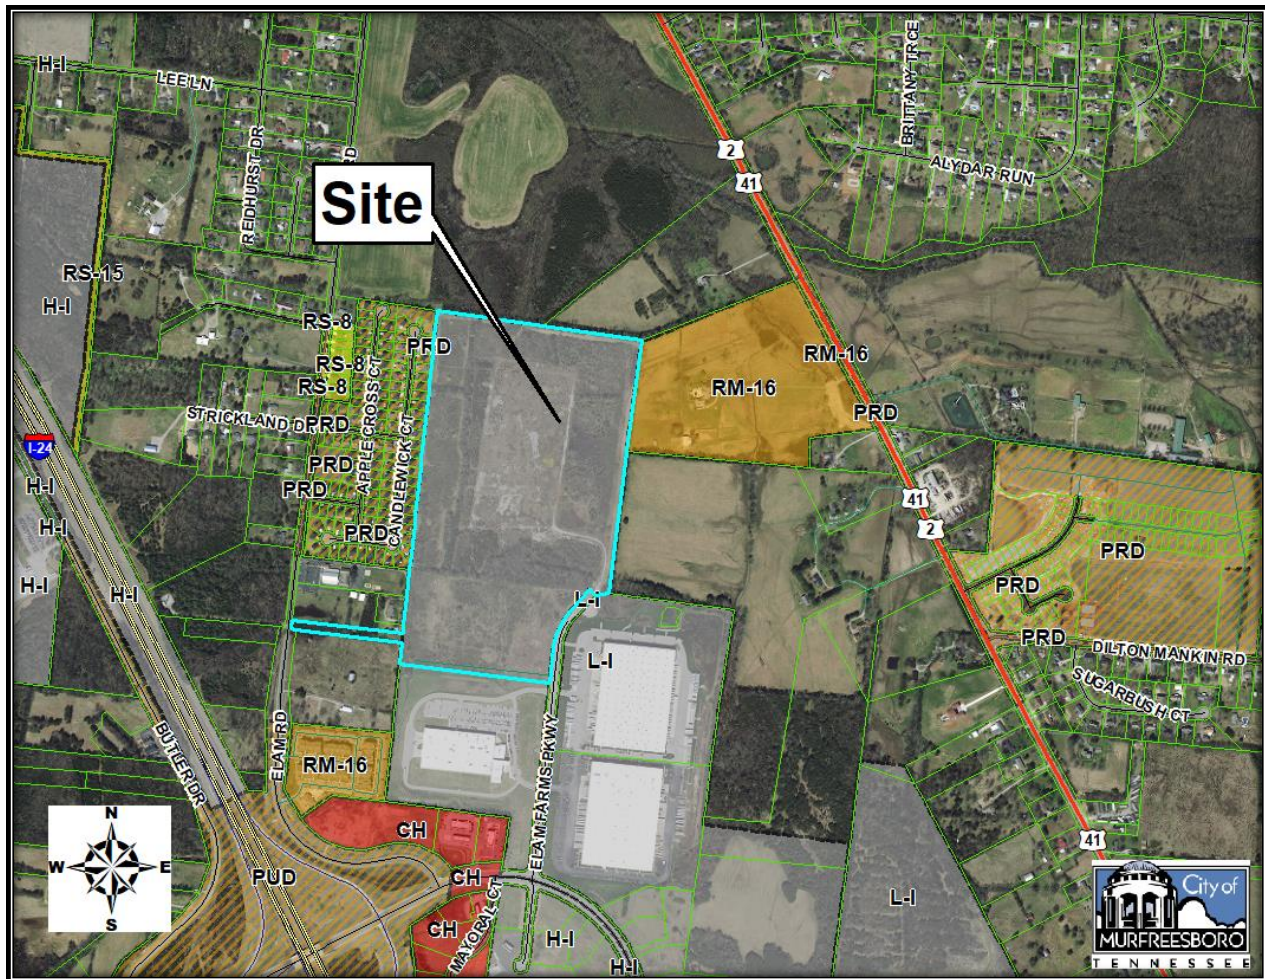 H-I
LEE LN
BRITTANY TRCE
2
41
ALYDAR RUN
REIDHURST DR
RD
Site
RS-15
H-I
RS-8
PRD
RS-8
RS-8
RM-16
RM-16
APPLE CROSS CT
CANDLEWICK CT
STRICKLAND DR
PRD
PRD
I-24
PRD
PRD
H-I
41
2
H-I
PRD
PRD
H-I
H-I
PRD
L-I
PRD
DILTON MANKIN RD
L-I
SUGARBUSH CT
BUTLER DR
ELAM RD
ELAM FARMS PKWY
RM-16
CH
41
N
W
E
S
PUD
CH
L-I
CH
MAYORAL CT
H-I
H-I
City of
MURFREESBORO
TENNESSEE